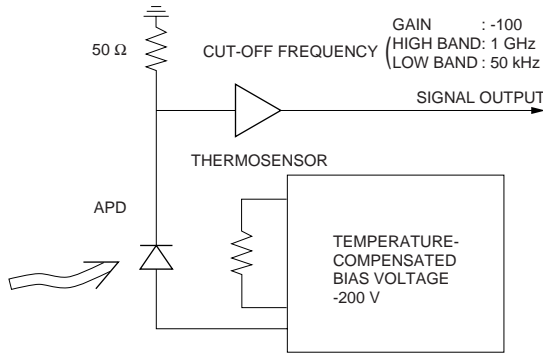 GAIN : -100
50 Ω
CUT-OFF FREQUENCY (HIGH BAND: 1 GHz
LOW BAND : 50 kHz
SIGNAL OUTPUT
THERMOSENSOR
APD
TEMPERATURE-
COMPENSATED
BIAS VOLTAGE
-200 V